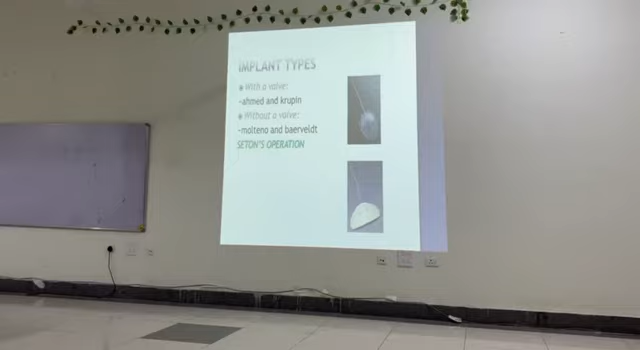 IMPLANT TYPES
With a valve:
-ahmed and krupin
Without a valve:
-molteno and baerveldt
SETON'S OPERATION